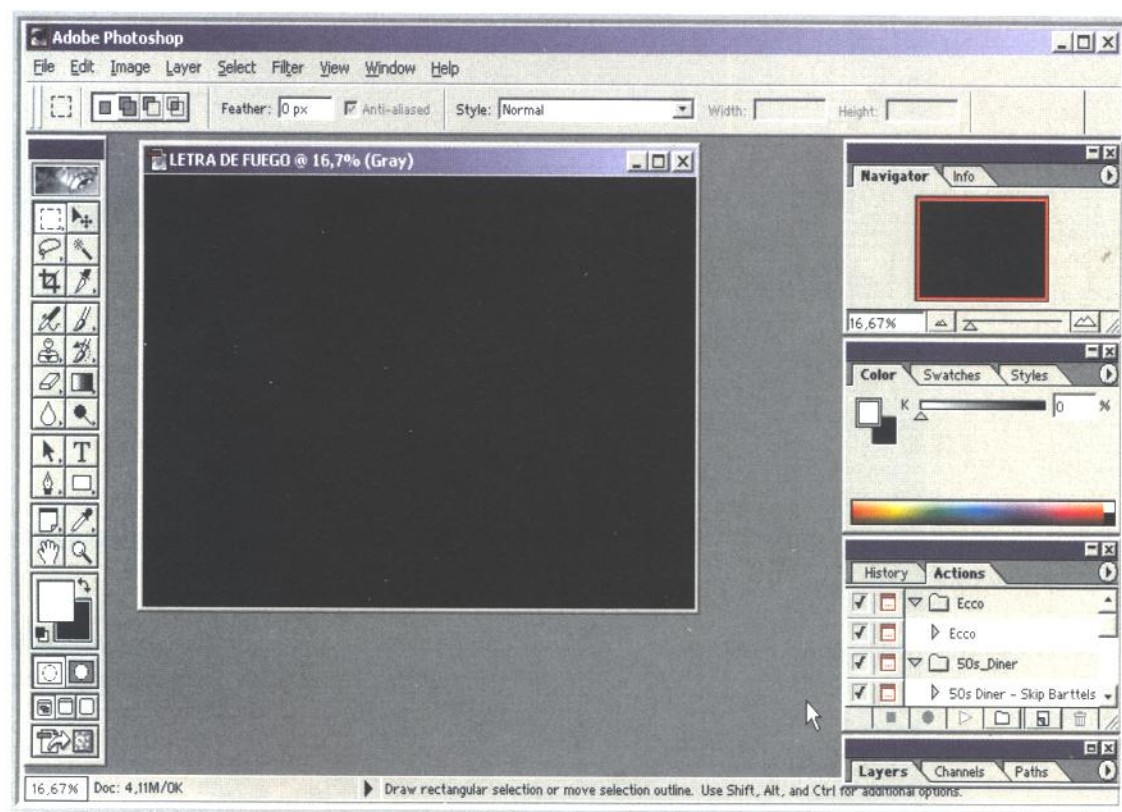 Adobe Photoshop
File Edit Image Layer Select Filter View Window Help
Feather: 0 px Anti-aliased Style: Normal Width: Height:
LETRA DE FUEGO @ 16,7% (Gray)
Navigator Info
16,67%
Color Swatches Styles
K 0 %
History Actions
Ecco
Ecco
50s_Diner
50s Diner - Skip Barttels
Layers Channels Paths
16,67% Doc: 4,11M/0K Draw rectangular selection or move selection outline. Use Shift, Alt, and Ctrl for additional options.